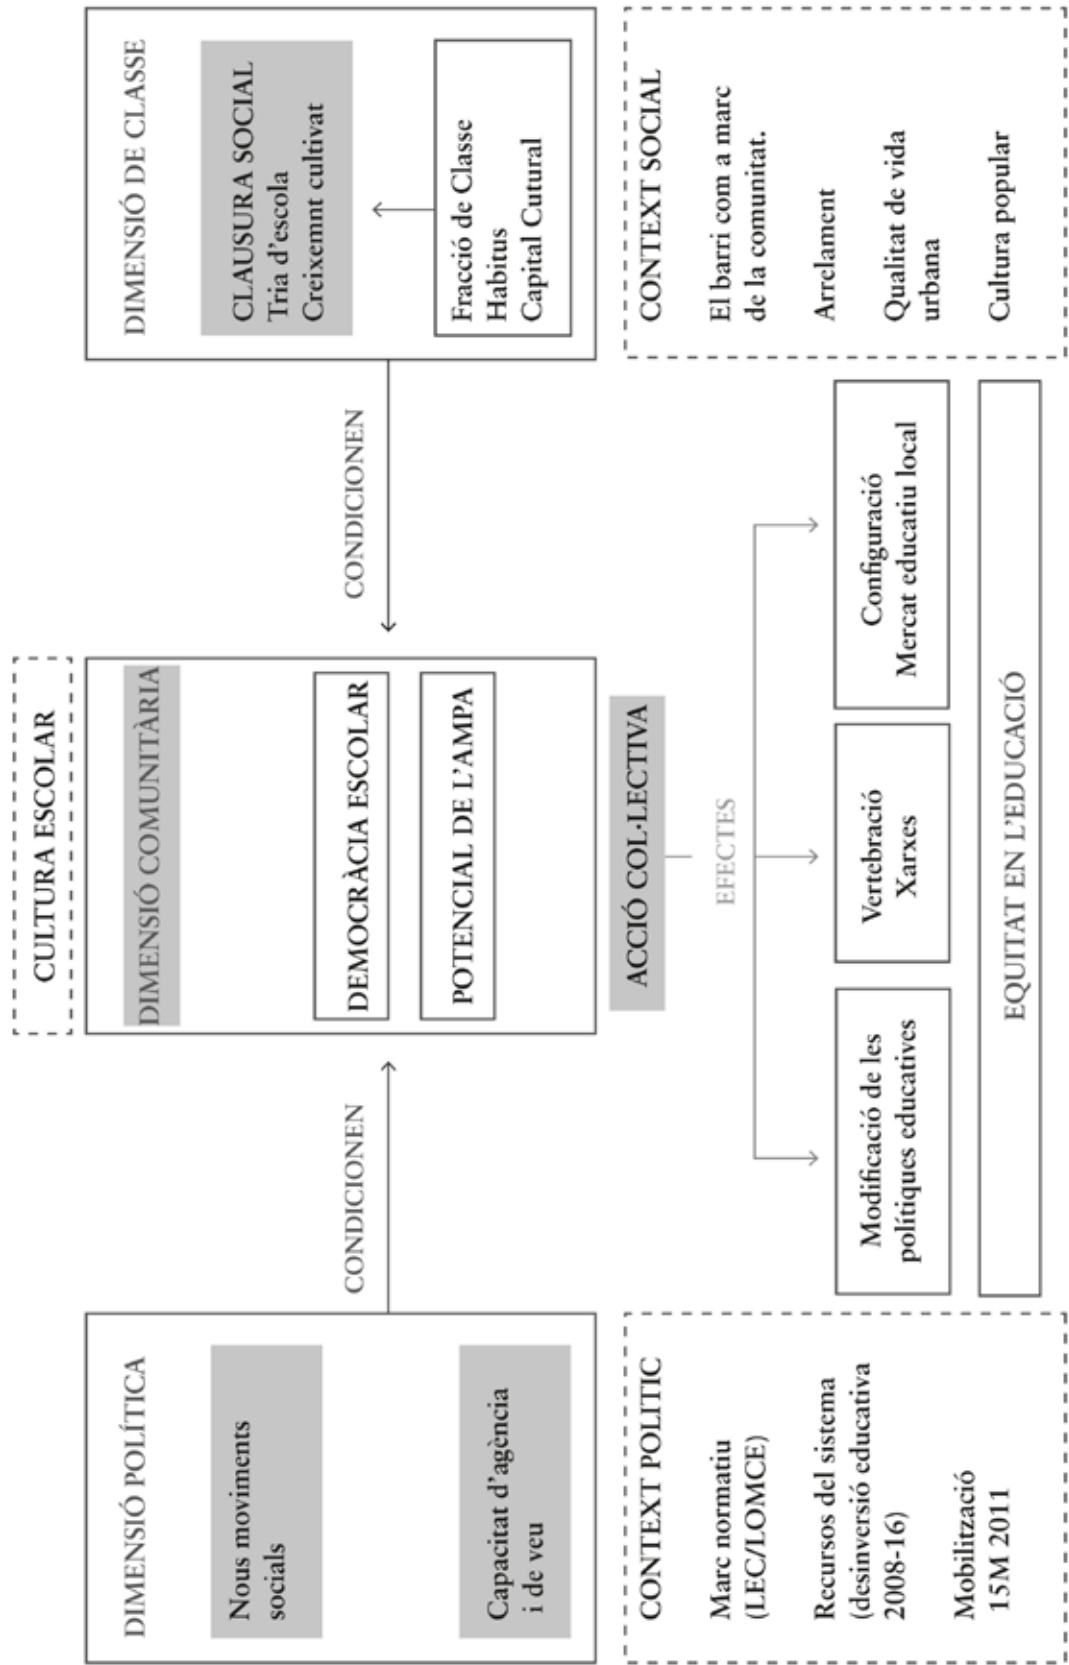 CULTURA ESCOLAR
DIMENSIÓ POLÍTICA
Nous moviments
socials
Capacitat d'agència
i de veu
CONDICIONEN
DIMENSIÓ COMUNITÀRIA
DEMOCRÀCIA ESCOLAR
POTENCIAL DE L'AMPA
CONDICIONEN
DIMENSIÓ DE CLASSE
CLAUSURA SOCIAL
Tria d'escola
Creixemnt cultivat
Fracció de Classe
Habitus
Capital Cutural
CONTEXT POLITIC
Marc normatiu
(LEC/LOMCE)
Recursos del sistema
(desinversió educativa
2008-16)
Mobilització
15M 2011
ACCIÓ COL·LECTIVA
EFECTES
Modificació de les
polítiques educatives
Vertebració
Xarxes
Configuració
Mercat educatiu local
EQUITAT EN L'EDUCACIÓ
CONTEXT SOCIAL
El barri com a marc
de la comunitat.
Arrelament
Qualitat de vida
urbana
Cultura popular